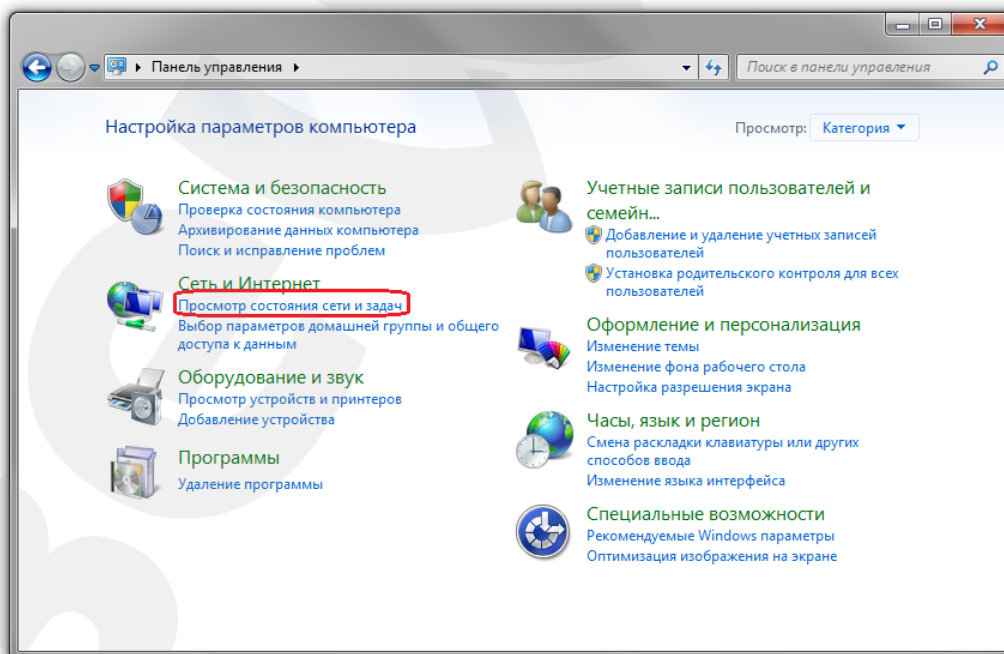 Панель управления
Поиск в панели управления
Настройка параметров компьютера
Просмотр: Категория
Система и безопасность
Проверка состояния компьютера
Архивирование данных компьютера
Поиск и исправление проблем
Сеть и Интернет
Просмотр состояния сети и задач
Выбор параметров домашней группы и общего
доступа к данным
Оборудование и звук
Просмотр устройств и принтеров
Добавление устройства
Программы
Удаление программы
Учетные записи пользователей и
семейн...
Добавление и удаление учетных записей
пользователей
Установка родительского контроля для всех
пользователей
Оформление и персонализация
Изменение темы
Изменение фона рабочего стола
Настройка разрешения экрана
Часы, язык и регион
Смена раскладки клавиатуры или других
способов ввода
Изменение языка интерфейса
Специальные возможности
Рекомендуемые Windows параметры
Оптимизация изображения на экране